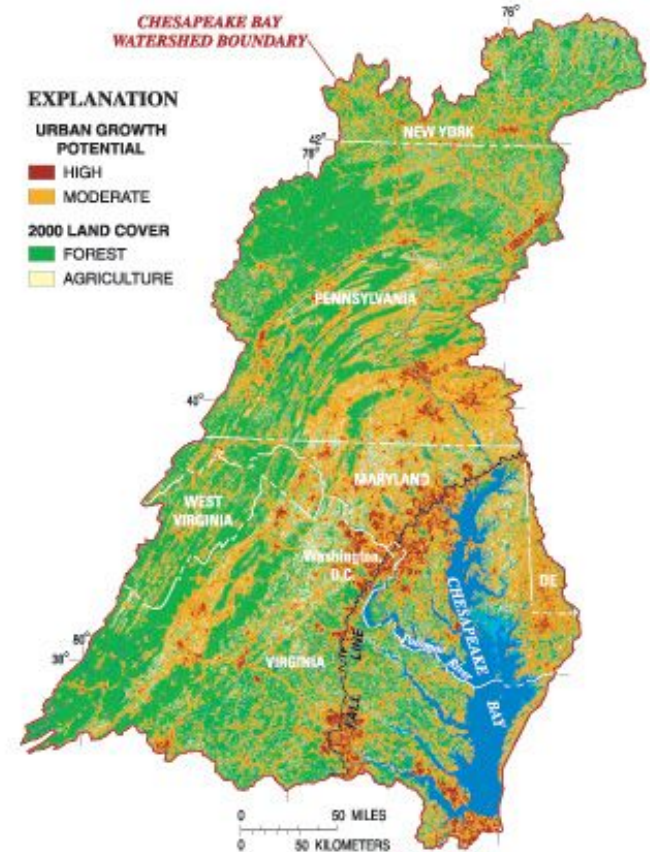 CHESAPEAKE BAY
WATERSHED BOUNDARY
76°
EXPLANATION
URBAN GROWTH
POTENTIAL
HIGH
MODERATE
2000 LAND COVER
FOREST
AGRICULTURE
NEW YORK
78°
PENNSYLVANIA
40°
MARYLAND
WEST
VIRGINIA
Washington,
D.C.
DE
CHESAPEAKE
BAY
Potomac
River
VIRGINIA
FALL
LINE
80°
38°
0 50 MILES
0 50 KILOMETERS